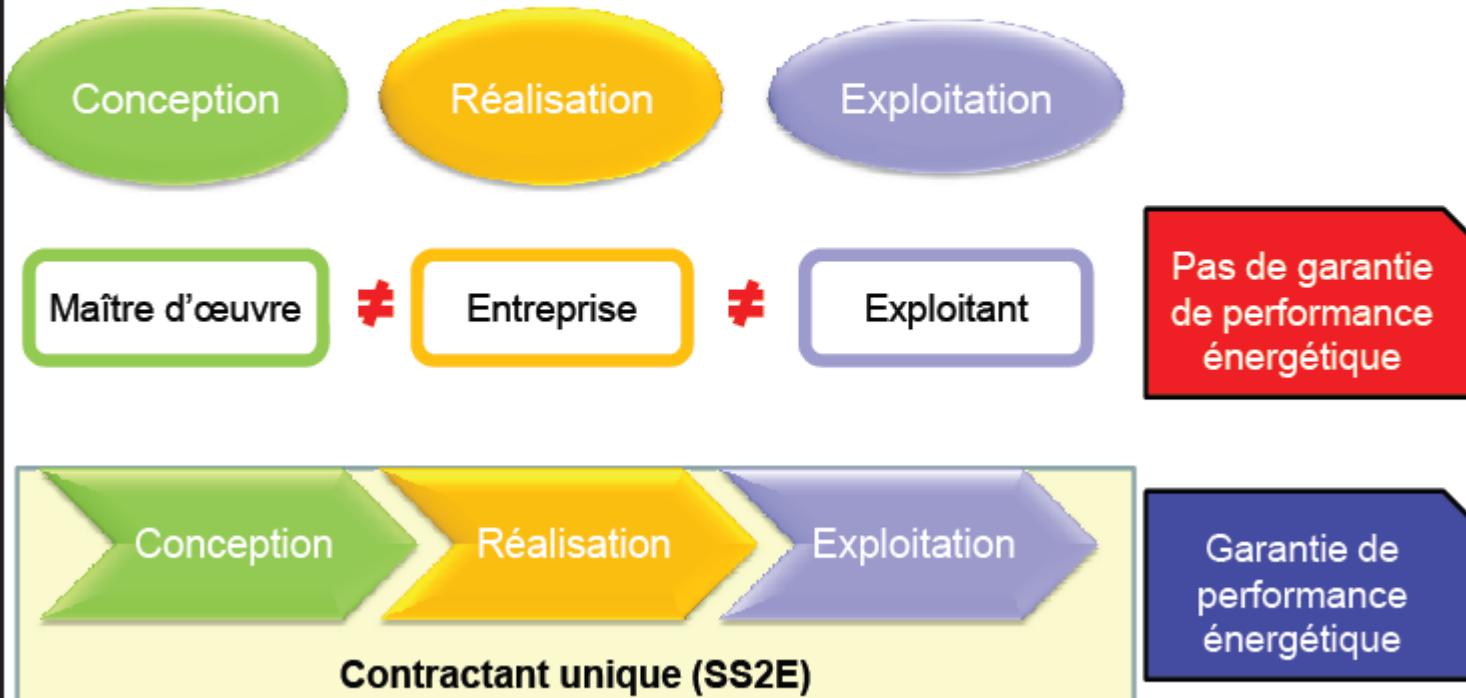 Conception
Réalisation
Exploitation
Maître d'œuvre
≠
Entreprise
≠
Exploitant
Pas de garantie
de performance
énergétique
Conception
Réalisation
Exploitation
Contractant unique (SS2E)
Garantie de
performance
énergétique